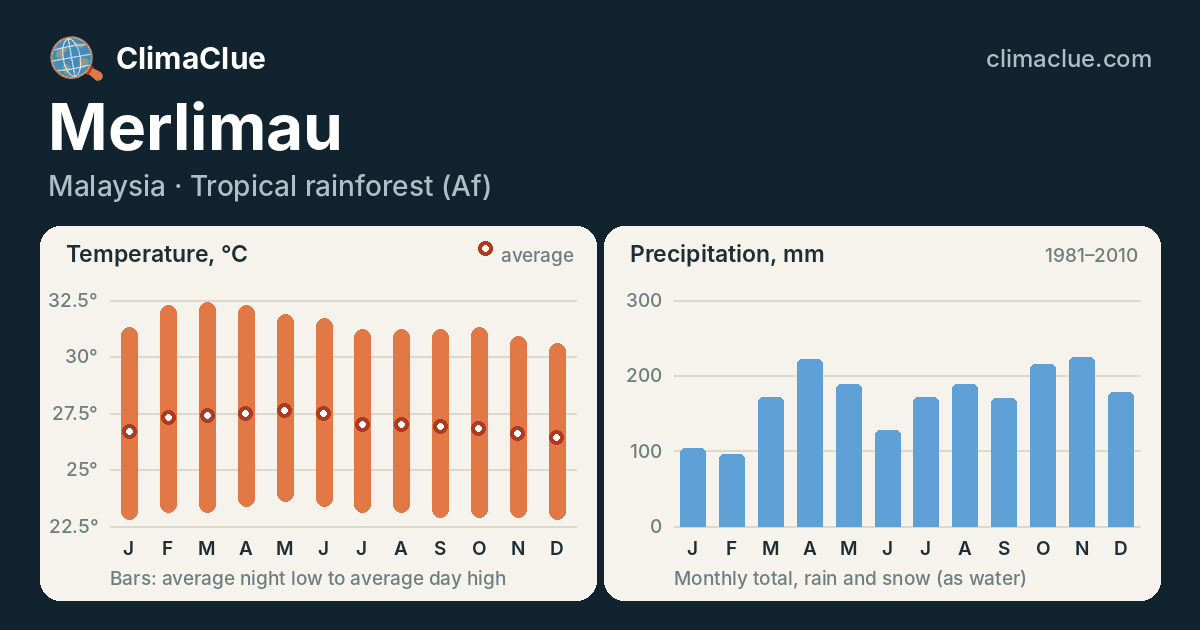 ClimaClue
climaclue.com
Merlimau
Malaysia · Tropical rainforest (Af)
Temperature, °C
average
32.5°
30°
27.5°
25°
22.5°
J F M A M J J A S O N D
Bars: average night low to average day high
Precipitation, mm
1981–2010
300
200
100
0
J F M A M J J A S O N D
Monthly total, rain and snow (as water)